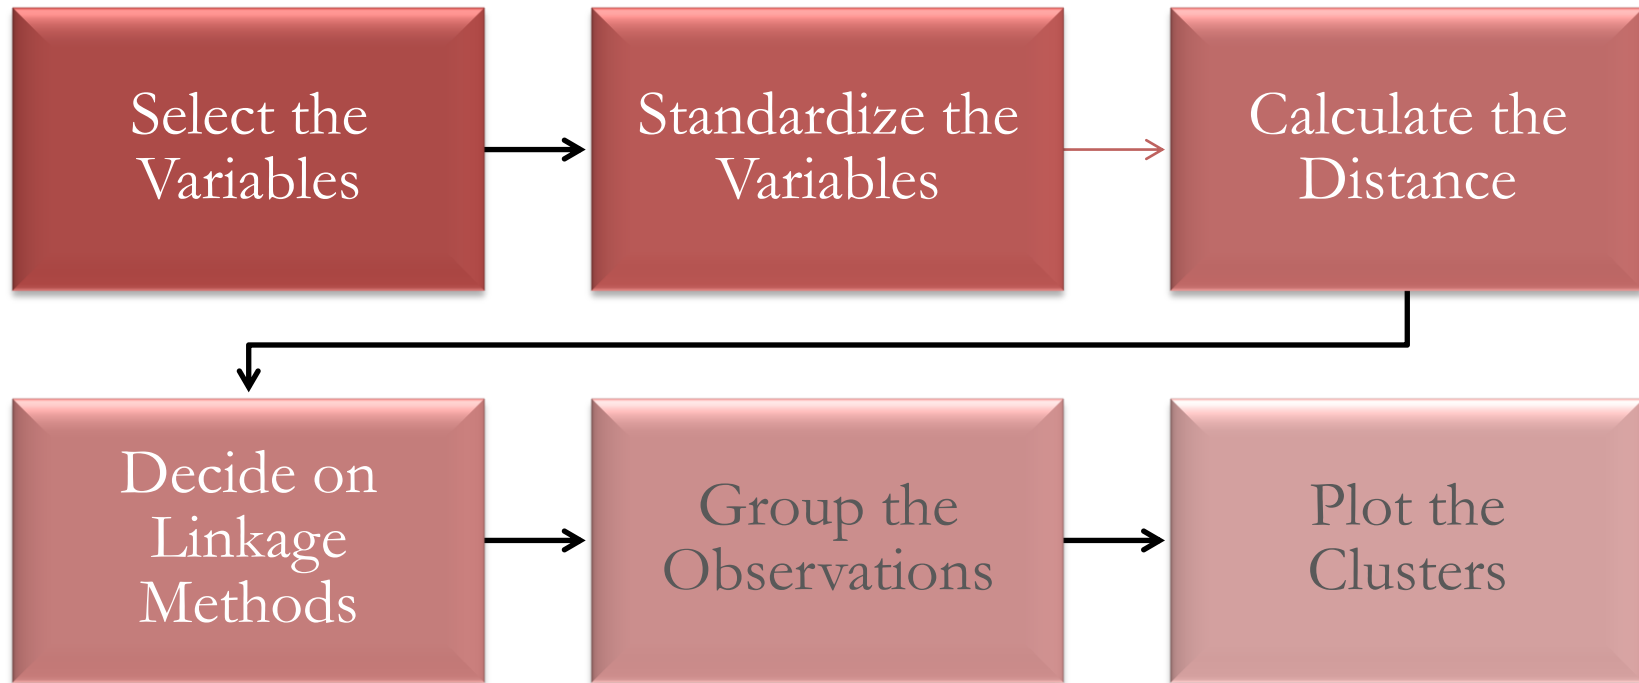 Select the
Variables
Standardize the
Variables
Calculate the
Distance
Decide on
Linkage
Methods
Group the
Observations
Plot the
Clusters